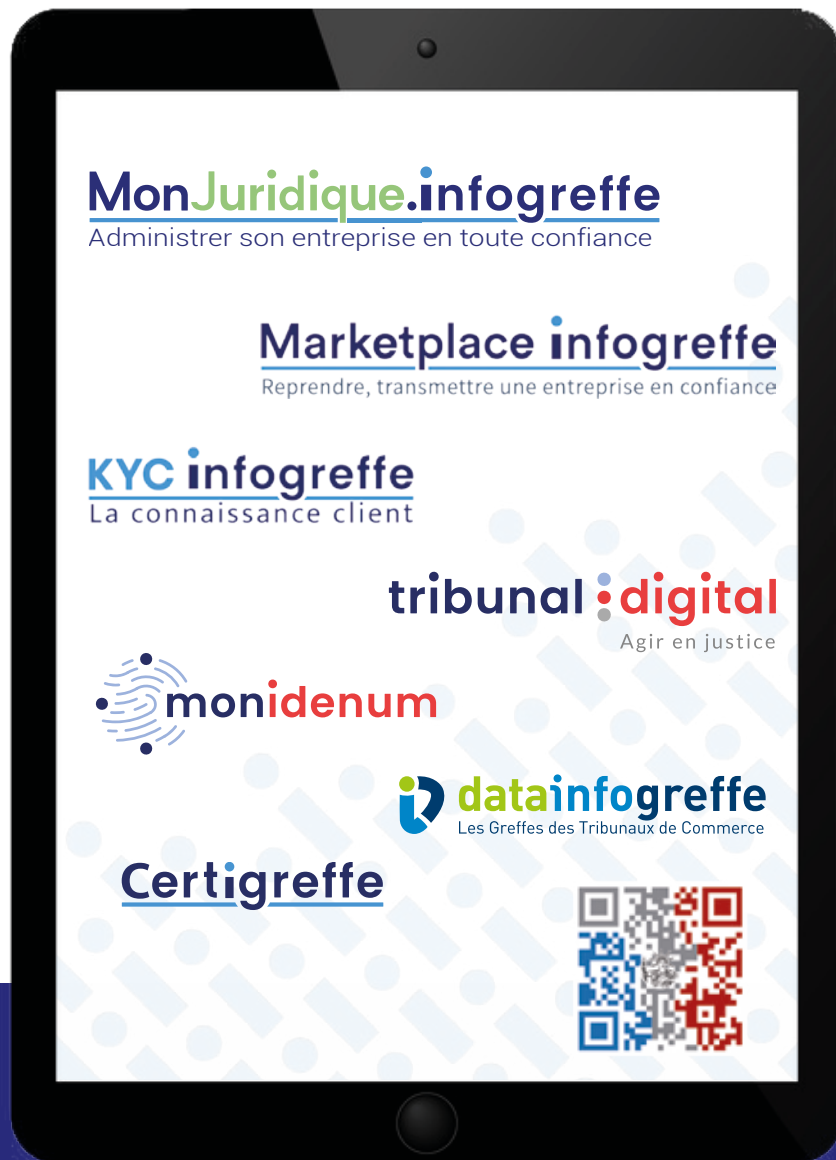 MonJuridique.infogreffe
Administrer son entreprise en toute confiance
Marketplace infogreffe
Reprendre, transmettre une entreprise en confiance
KYC infogreffe
La connaissance client
tribunal digital
Agir en justice
monidenum
datainfogreffe
Les Greffes des Tribunaux de Commerce
Certigreffe